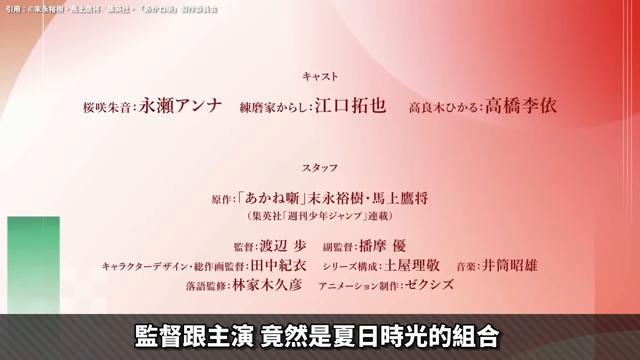 引用：©末永裕樹・馬上鷹将／集英社・「あかね噺」製作委員会
キャスト
桜咲朱音：永瀬アンナ　練磨家からし：江口拓也　高良木ひかる：高橋李依
スタッフ
原作：「あかね噺」末永裕樹・馬上鷹将
（集英社「週刊少年ジャンプ」連載）
監督：渡辺 歩　副監督：播摩 優
キャラクターデザイン・総作画監督：田中紀衣　シリーズ構成：土屋理敬　音楽：井筒昭雄
落語監修：林家木久彦　アニメーション制作：ゼクシズ
監督跟主演 竟然是夏日時光的組合